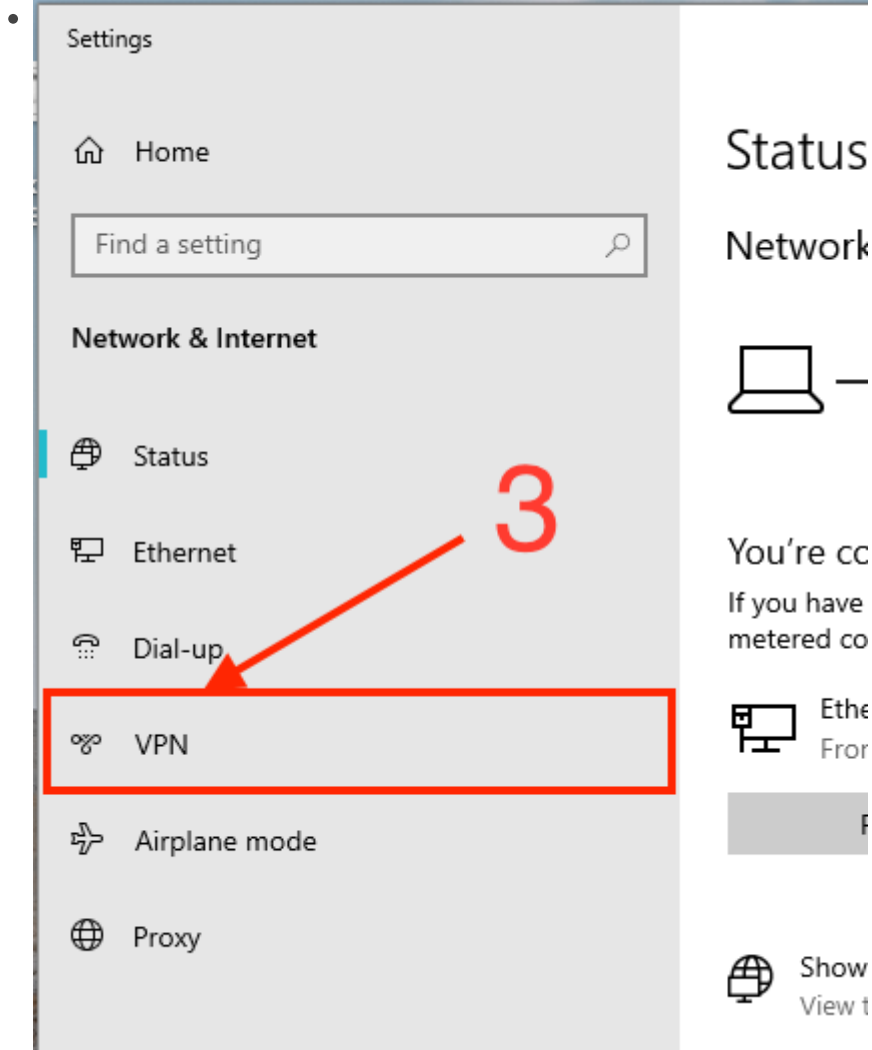 Settings
Home
Find a setting
Network & Internet
Status
Ethernet
Dial-up
VPN
Airplane mode
Proxy
3
Status
Network
You're co
If you have
metered co
Ethe
Fror
Show
View t